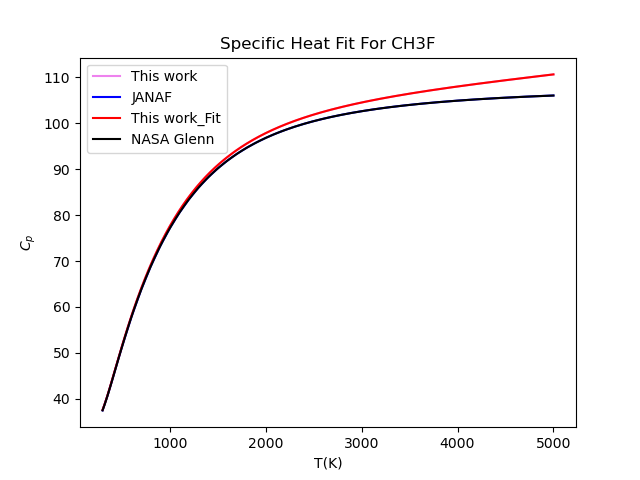 Specific Heat Fit For CH3F
This work
JANAF
This work_Fit
NASA Glenn
110
100
90
80
70
60
50
40
C_p
1000 2000 3000 4000 5000
T(K)